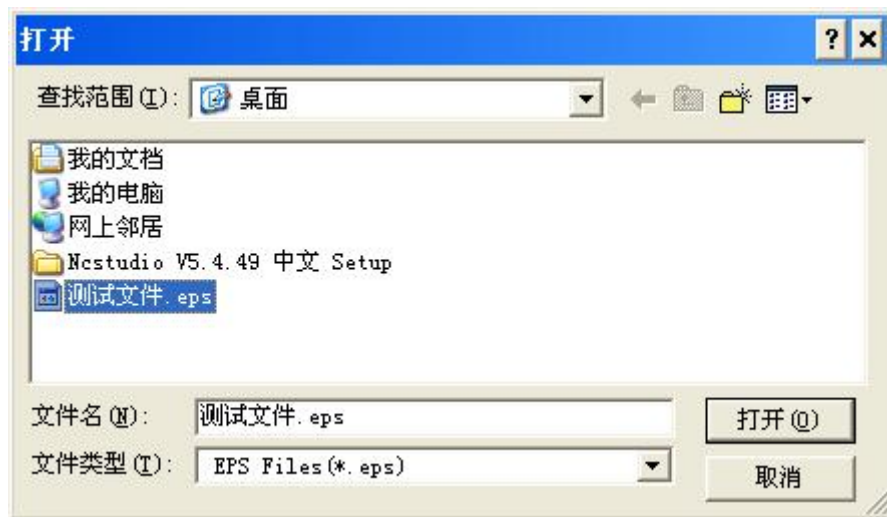 打开
查找范围(I): 桌面
我的文档
我的电脑
网上邻居
Ncstudio V5.4.49 中文 Setup
测试文件.eps
文件名(N): 测试文件.eps 打开(O)
文件类型(T): EPS Files(*.eps) 取消